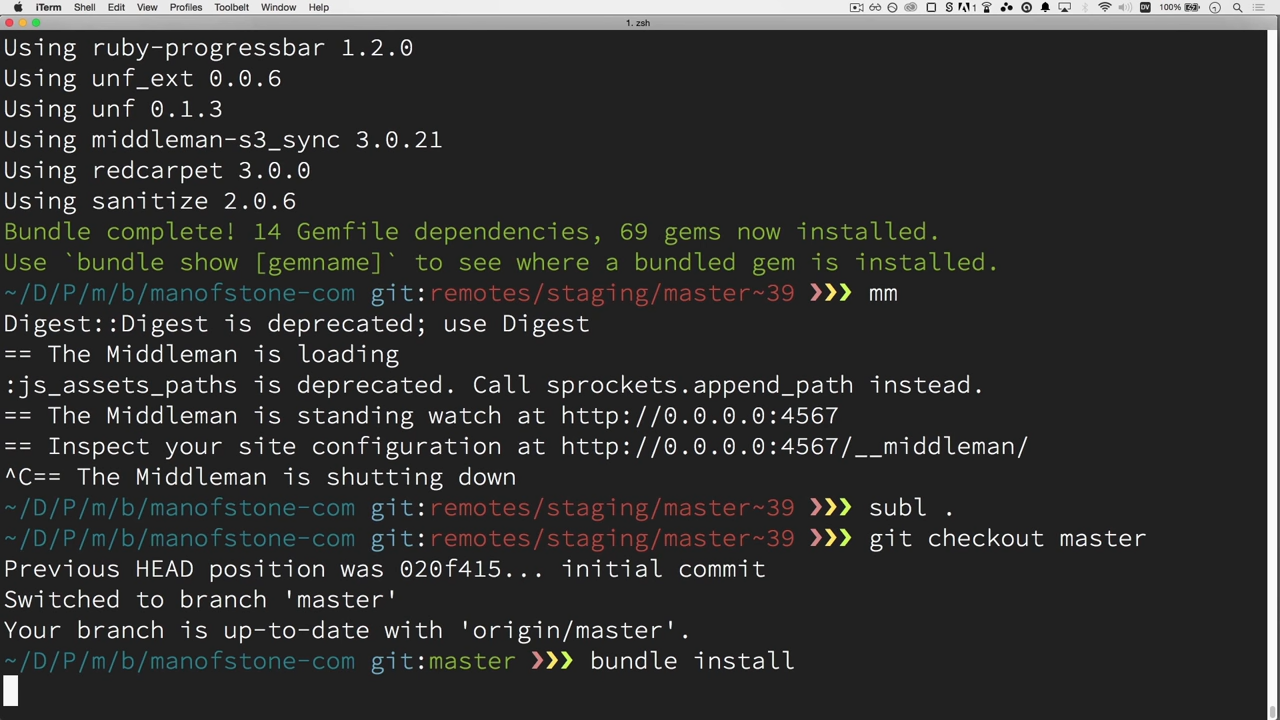 iTerm Shell Edit View Profiles Toolbelt Window Help 100%
1. zsh
Using ruby-progressbar 1.2.0
Using unf_ext 0.0.6
Using unf 0.1.3
Using middleman-s3_sync 3.0.21
Using redcarpet 3.0.0
Using sanitize 2.0.6
Bundle complete! 14 Gemfile dependencies, 69 gems now installed.
Use `bundle show [gemname]` to see where a bundled gem is installed.
~/D/P/m/b/manofstone-com git:remotes/staging/master~39 ❯❯❯ mm
Digest::Digest is deprecated; use Digest
== The Middleman is loading
:js_assets_paths is deprecated. Call sprockets.append_path instead.
== The Middleman is standing watch at http://0.0.0.0:4567
== Inspect your site configuration at http://0.0.0.0:4567/__middleman/
^C== The Middleman is shutting down
~/D/P/m/b/manofstone-com git:remotes/staging/master~39 ❯❯❯ subl .
~/D/P/m/b/manofstone-com git:remotes/staging/master~39 ❯❯❯ git checkout master
Previous HEAD position was 020f415... initial commit
Switched to branch 'master'
Your branch is up-to-date with 'origin/master'.
~/D/P/m/b/manofstone-com git:master ❯❯❯ bundle install